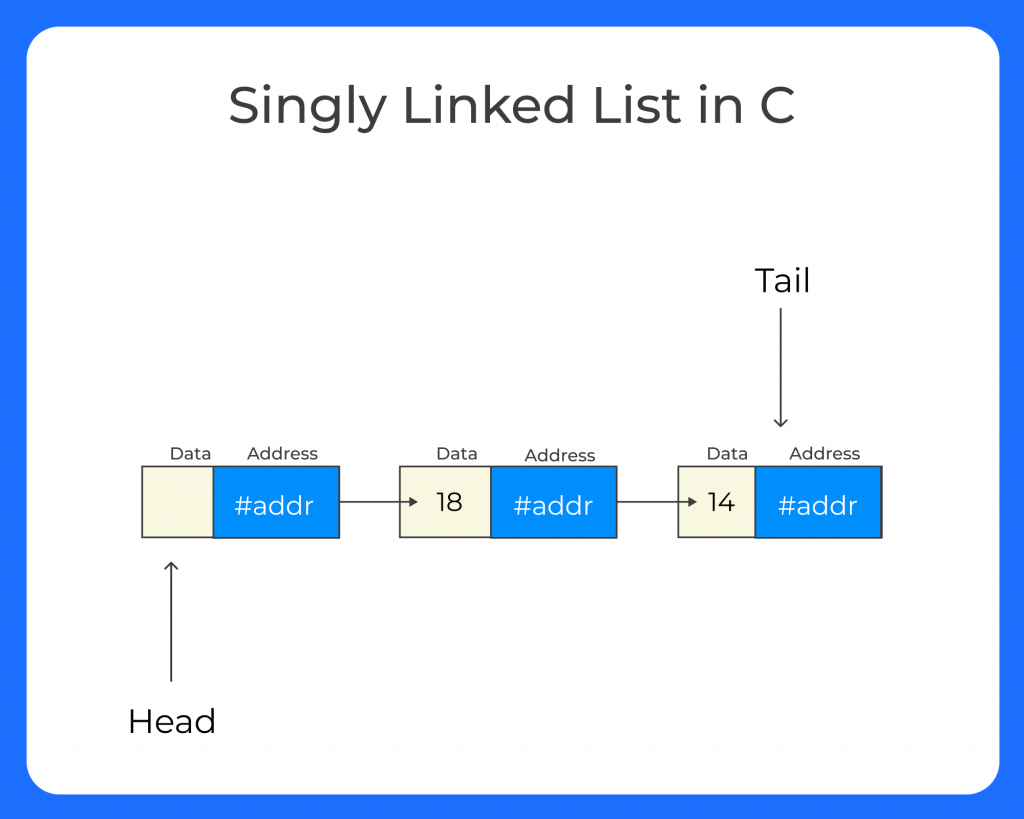 Singly Linked List in C
Tail
Data Address Data Address Data Address
#addr 18 #addr 14 #addr
Head